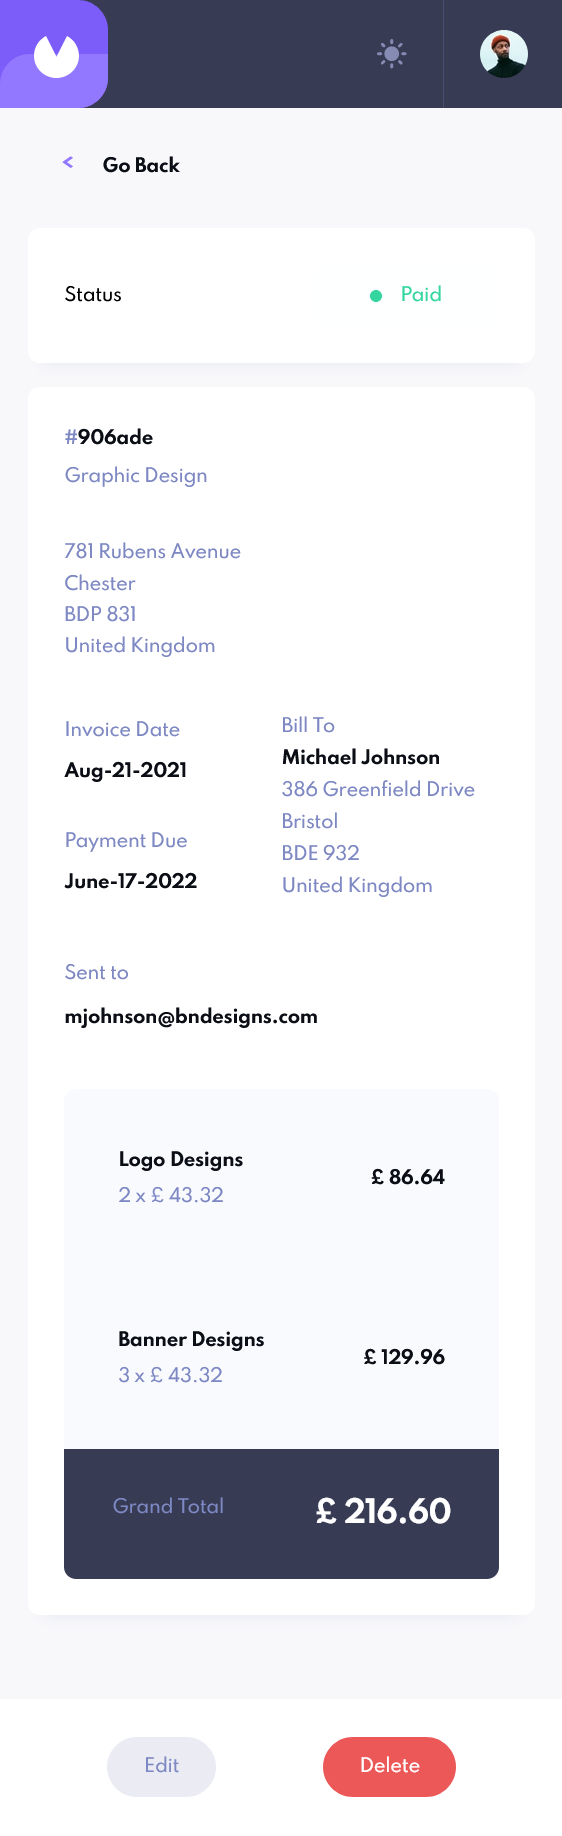 < Go Back
Status
Paid
#906ade
Graphic Design
781 Rubens Avenue
Chester
BDP 831
United Kingdom
Invoice Date
Aug-21-2021
Payment Due
June-17-2022
Bill To
Michael Johnson
386 Greenfield Drive
Bristol
BDE 932
United Kingdom
Sent to
mjohnson@bndesigns.com
Logo Designs
2 x £ 43.32
£ 86.64
Banner Designs
3 x £ 43.32
£ 129.96
Grand Total
£ 216.60
Edit
Delete